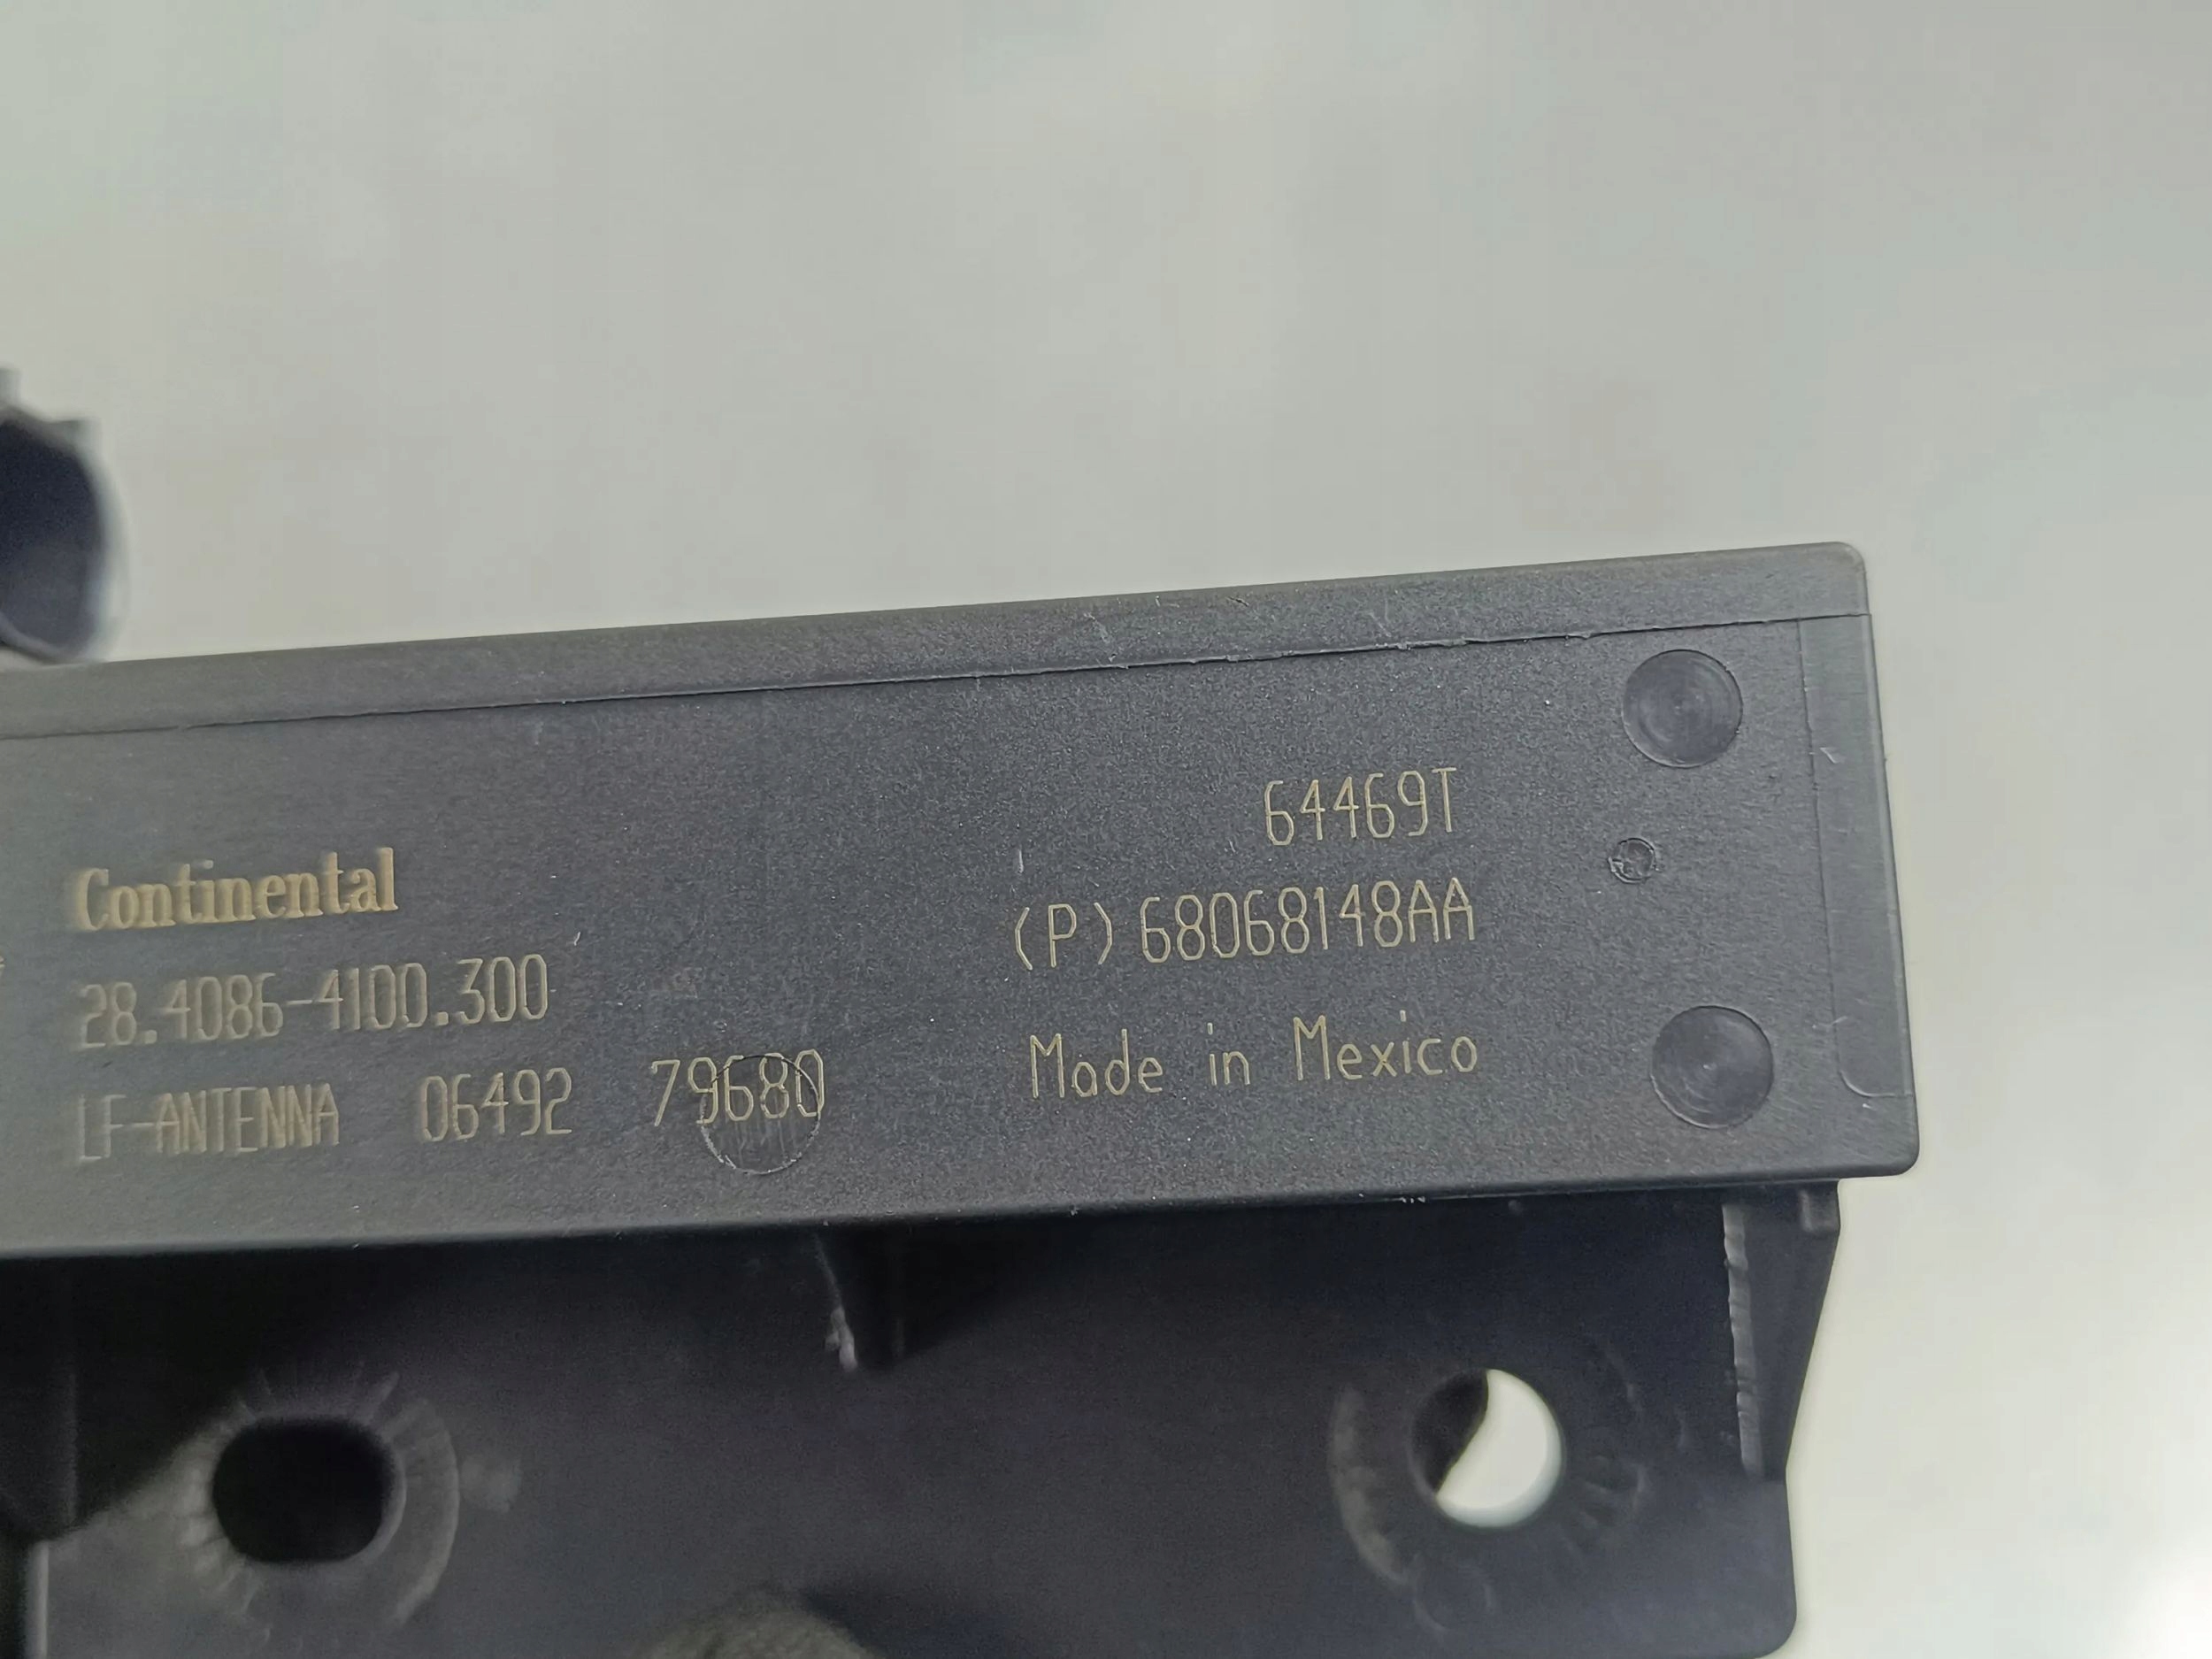 Continental
28.4086-4100.300
LF-ANTENNA 06492 79680
64469T
(P)68068148AA
Made in Mexico